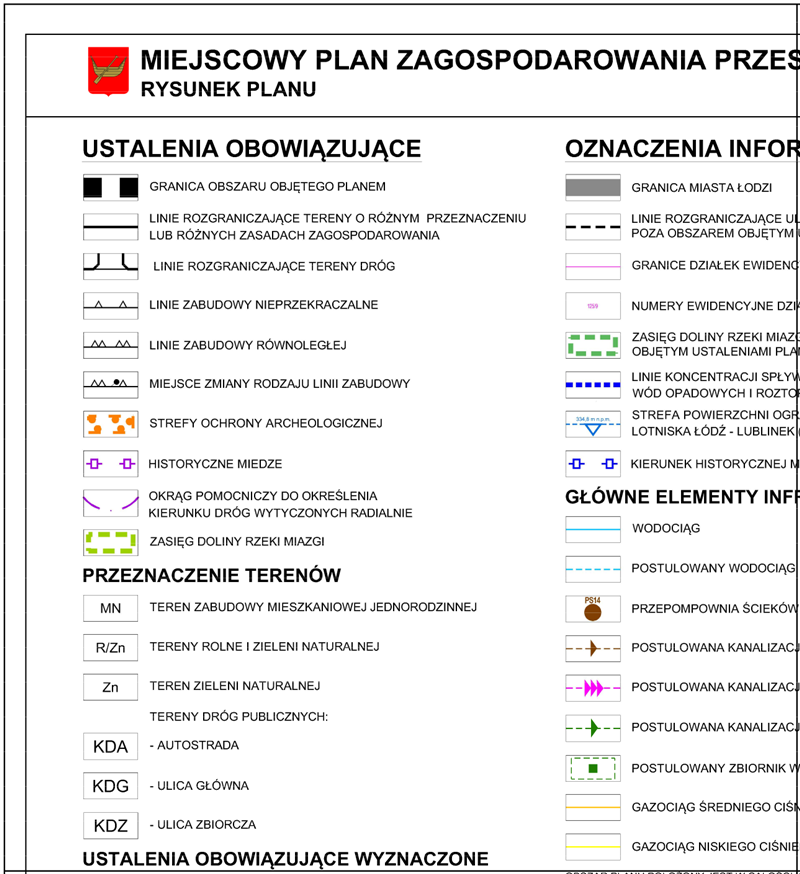 MIEJSCOWY PLAN ZAGOSPODAROWANIA PRZES
RYSUNEK PLANU
USTALENIA OBOWIĄZUJĄCE
GRANICA OBSZARU OBJĘTEGO PLANEM
LINIE ROZGRANICZAJĄCE TERENY O RÓŻNYM PRZEZNACZENIU
LUB RÓŻNYCH ZASADACH ZAGOSPODAROWANIA
LINIE ROZGRANICZAJĄCE TERENY DRÓG
LINIE ZABUDOWY NIEPRZEKRACZALNE
LINIE ZABUDOWY RÓWNOLEGŁEJ
MIEJSCE ZMIANY RODZAJU LINII ZABUDOWY
STREFY OCHRONY ARCHEOLOGICZNEJ
HISTORYCZNE MIEDZE
OKRĄG POMOCNICZY DO OKREŚLENIA
KIERUNKU DRÓG WYTYCZONYCH RADIALNIE
ZASIĘG DOLINY RZEKI MIAZGI
PRZEZNACZENIE TERENÓW
MN TEREN ZABUDOWY MIESZKANIOWEJ JEDNORODZINNEJ
R/Zn TERENY ROLNE I ZIELENI NATURALNEJ
Zn TEREN ZIELENI NATURALNEJ
TERENY DRÓG PUBLICZNYCH:
KDA - AUTOSTRADA
KDG - ULICA GŁÓWNA
KDZ - ULICA ZBIORCZA
USTALENIA OBOWIĄZUJĄCE WYZNACZONE
OZNACZENIA INFOR
GRANICA MIASTA ŁODZI
LINIE ROZGRANICZAJĄCE UL
POZA OBSZAREM OBJĘTYM U
GRANICE DZIAŁEK EWIDENC
NUMERY EWIDENCYJNE DZIA
ZASIĘG DOLINY RZEKI MIAZG
OBJĘTYM USTALENIAMI PLAN
LINIE KONCENTRACJI SPŁYW
WÓD OPADOWYCH I ROZTOP
334,8 m n.p.m.
STREFA POWIERZCHNI OGR
LOTNISKA ŁÓDŹ - LUBLINEK (
KIERUNEK HISTORYCZNEJ M
GŁÓWNE ELEMENTY INFR
WODOCIĄG
POSTULOWANY WODOCIĄG
PS14
PRZEPOMPOWNIA ŚCIEKÓW
POSTULOWANA KANALIZACJ
POSTULOWANA KANALIZACJ
POSTULOWANA KANALIZACJ
POSTULOWANY ZBIORNIK W
GAZOCIĄG ŚREDNIEGO CIŚN
GAZOCIĄG NISKIEGO CIŚNIE